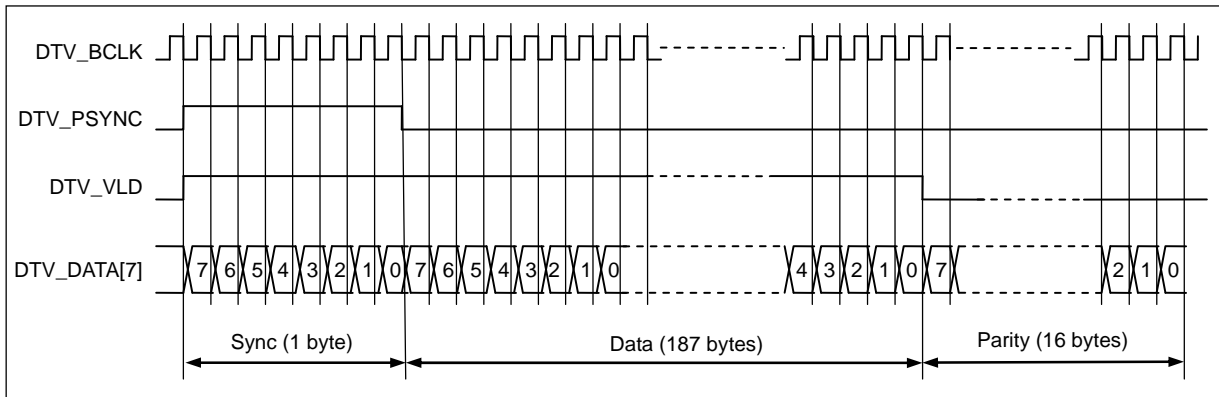 DTV_BCLK
DTV_PSYNC
DTV_VLD
DTV_DATA[7] 7 6 5 4 3 2 1 0 7 6 5 4 3 2 1 0 4 3 2 1 0 7 2 1 0
Sync (1 byte) Data (187 bytes) Parity (16 bytes)